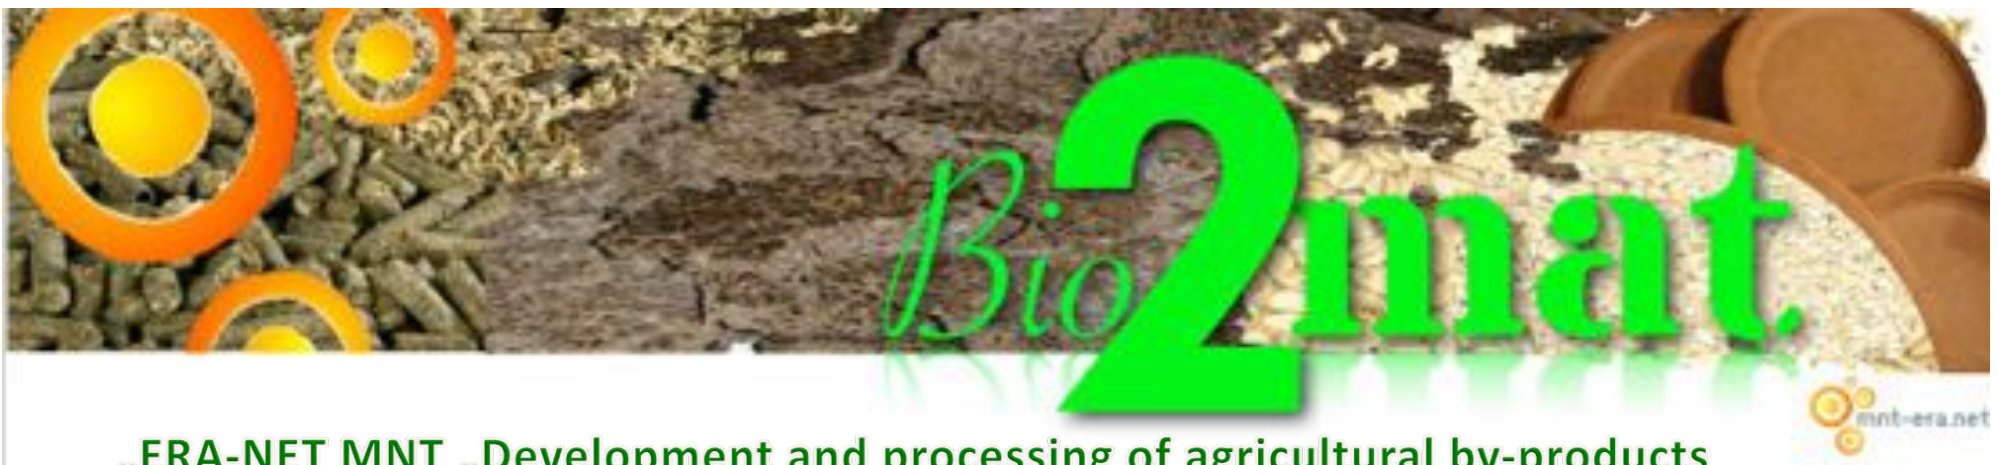 Bio2mat.
mnt-era.net
„ERA-NET MNT „Development and processing of agricultural by-products